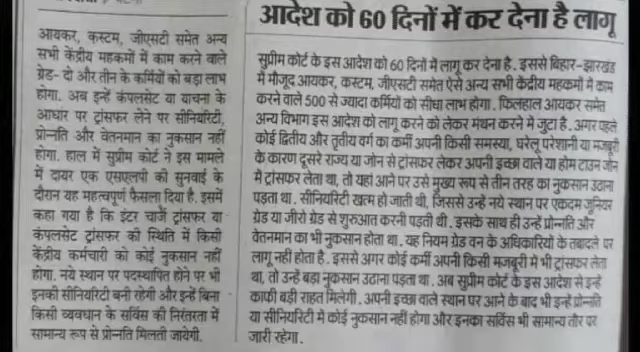 आयकर, कस्टम, जीएसटी समेत अन्य
सभी केंद्रीय महकमों में काम करने वाले
ग्रेड- दो और तीन के कर्मियों को बड़ा लाभ
होगा. अब इन्हें कंपलसेट या याचना के
आधार पर ट्रांसफर लेने पर सीनियरिटी,
प्रोन्नति और वेतनमान का नुकसान नहीं
होगा. हाल में सुप्रीम कोर्ट ने इस मामले
में दायर एक एसएलपी की सुनवाई के
दौरान यह महत्वपूर्ण फैसला दिया है. इसमें
कहा गया है कि इंटर चार्ज ट्रांसफर या
कंपलसेट ट्रांसफर की स्थिति में किसी
केंद्रीय कर्मचारी को कोई नुकसान नहीं
होगा. नये स्थान पर पदस्थापित होने पर भी
इनकी सीनियरिटी बनी रहेगी और इन्हें बिना
किसी व्यवधान के सर्विस की निरंतरता में
सामान्य रूप से प्रोन्नति मिलती जायेगी.
आदेश को 60 दिनों में कर देना है लागू
सुप्रीम कोर्ट के इस आदेश को 60 दिनों में लागू कर देना है. इससे बिहार-झारखंड
में मौजूद आयकर, कस्टम, जीएसटी समेत ऐसे अन्य सभी केंद्रीय महकमों में काम
करने वाले 500 से ज्यादा कर्मियों को सीधा लाभ होगा. फिलहाल आयकर समेत
अन्य विभाग इस आदेश को लागू करने को लेकर मंथन करने में जुटा है. अगर पहले
कोई द्वितीय और तृतीय वर्ग का कर्मी अपनी किसी समस्या, घरेलू परेशानी या मजबूरी
के कारण दूसरे राज्य या जोन से ट्रांसफर लेकर अपनी इच्छा वाले या होम टाउन जोन
में ट्रांसफर लेता था, तो यहां आने पर उसे मुख्य रूप से तीन तरह का नुकसान उठाना
पड़ता था. सीनियरिटी खत्म हो जाती थी, जिससे उन्हें नये स्थान पर एकदम जूनियर
ग्रेड या जीरो ग्रेड से शुरुआत करनी पड़ती थी. इसके साथ ही उन्हें प्रोन्नति और
वेतनमान का भी नुकसान होता था. यह नियम ग्रेड वन के अधिकारियों के तबादले पर
लागू नहीं होता है. इससे अगर कोई कर्मी अपनी किसी मजबूरी में भी ट्रांसफर लेता
था, तो उन्हें बड़ा नुकसान उठाना पड़ता था. अब सुप्रीम कोर्ट के इस आदेश से इन्हें
काफी बड़ी राहत मिलेगी. अपनी इच्छा वाले स्थान पर आने के बाद भी इन्हें प्रोन्नति
या सीनियरिटी में कोई नुकसान नहीं होगा और इनका सर्विस भी सामान्य तौर पर
जारी रहेगा.